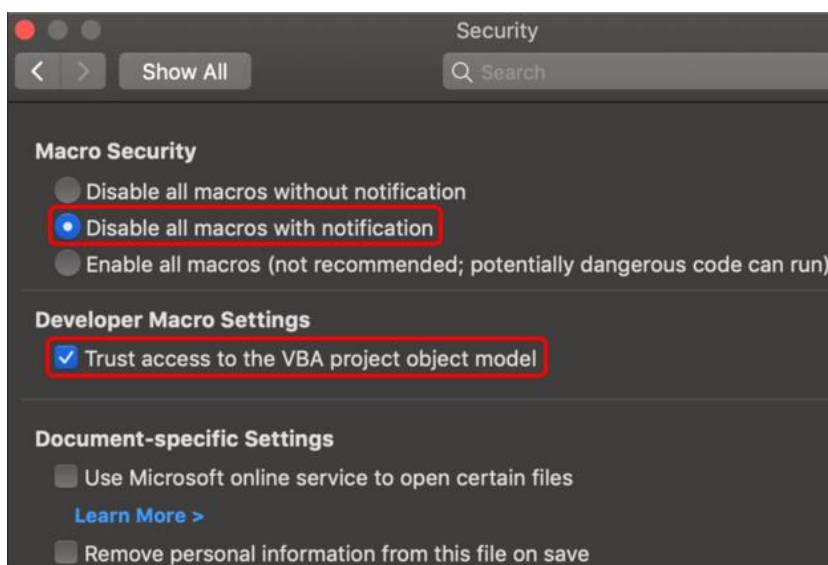 Security
Show All
Search
Macro Security
Disable all macros without notification
Disable all macros with notification
Enable all macros (not recommended; potentially dangerous code can run)
Developer Macro Settings
Trust access to the VBA project object model
Document-specific Settings
Use Microsoft online service to open certain files
Learn More >
Remove personal information from this file on save